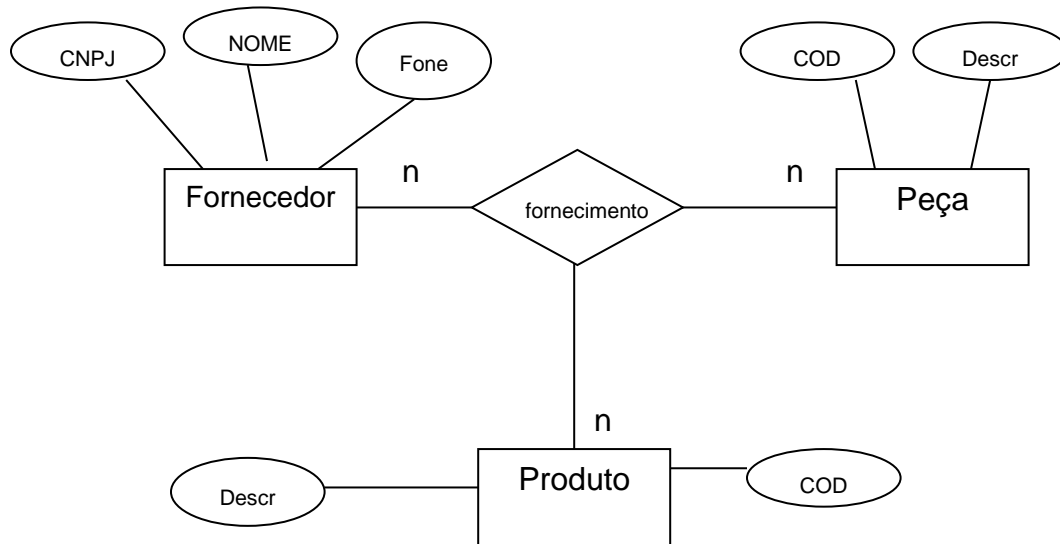 CNPJ
NOME
Fone
COD
Descr
Fornecedor
n
fornecimento
n
Peça
n
Produto
Descr
COD